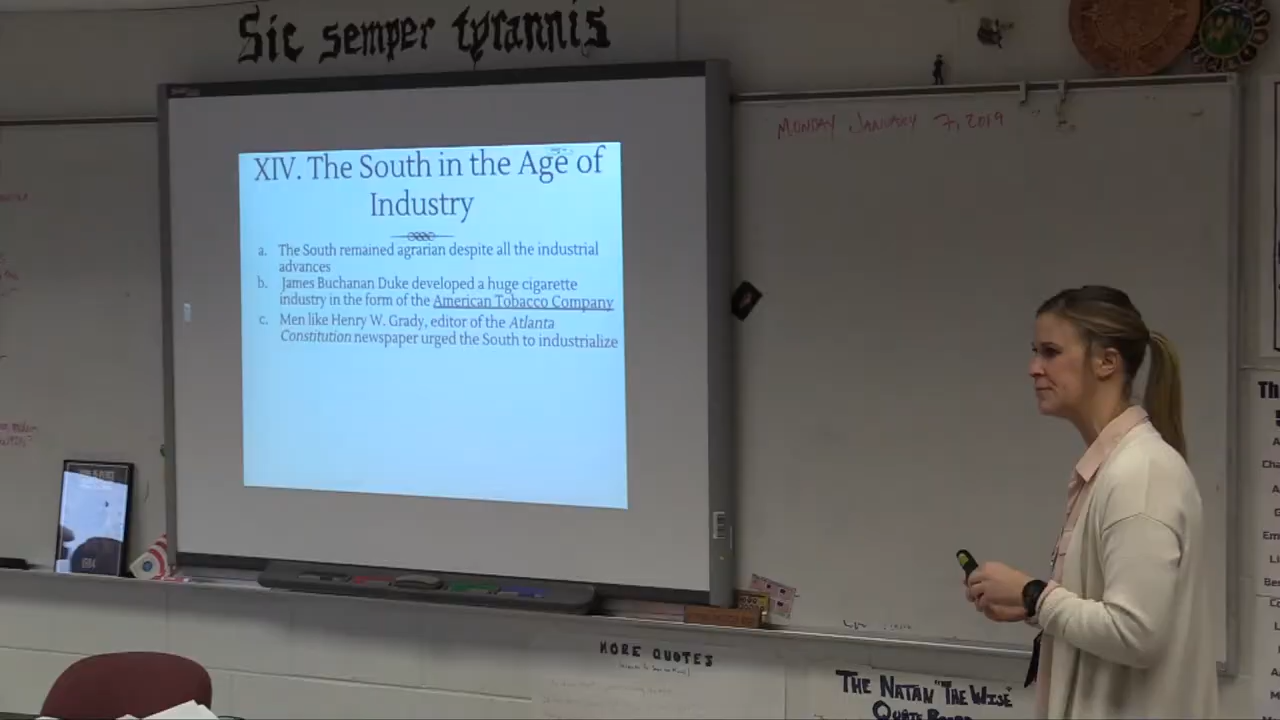 Sic semper tyrannis
MONDAY JANUARY 7, 2019
XIV. The South in the Age of
Industry
a. The South remained agrarian despite all the industrial
advances
b. James Buchanan Duke developed a huge cigarette
industry in the form of the American Tobacco Company
c. Men like Henry W. Grady, editor of the Atlanta
Constitution newspaper urged the South to industrialize
MORE QUOTES
THE NATAN "THE WISE"
QUOTE BOARD